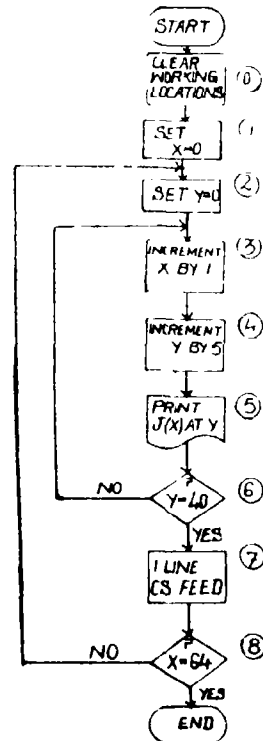 START
CLEAR
WORKING
LOCATIONS
0
SET
X=0
1
SET Y=0
2
INCREMENT
X BY 1
3
INCREMENT
Y BY 5
4
PRINT
J(X) AT Y
5
?
Y=40
6
NO
YES
1 LINE
CS FEED
7
?
X=64
8
NO
YES
END